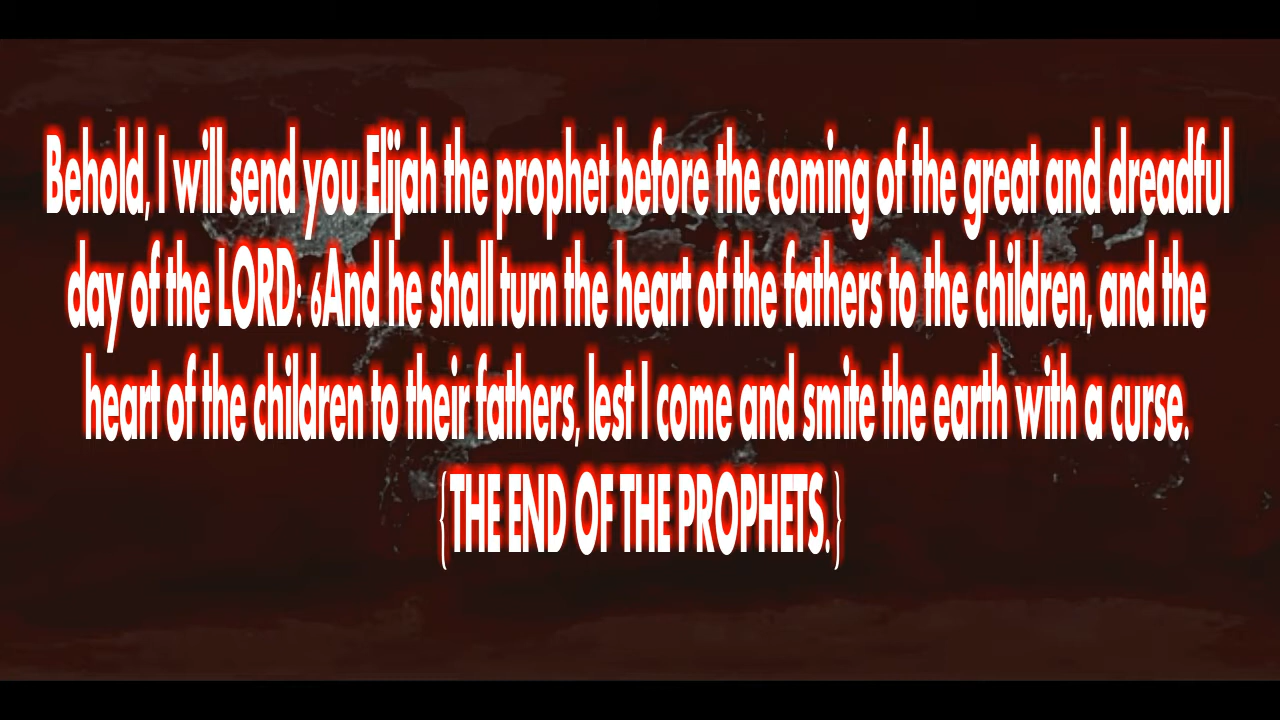 Behold, I will send you Elijah the prophet before the coming of the great and dreadful
day of the LORD: 6And he shall turn the heart of the fathers to the children, and the
heart of the children to their fathers, lest I come and smite the earth with a curse.
{THE END OF THE PROPHETS.}